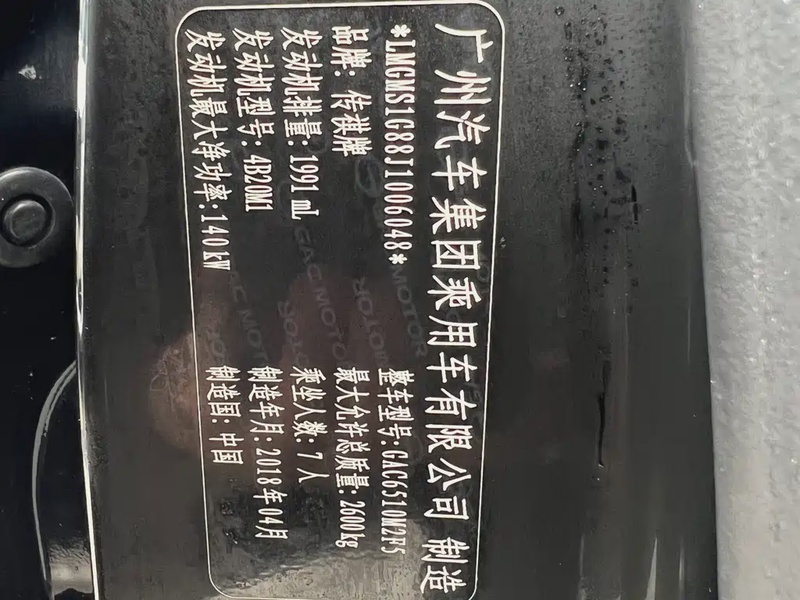 广州汽车集团乘用车有限公司 制造
*LMGMS1G88J1006048*
品牌: 传祺牌
整车型号: GAC6510M2F5
发动机排量: 1991 mL
最大允许总质量: 2600kg
发动机型号: 4B20M1
乘坐人数: 7 人
发动机最大净功率: 140kW
制造年月: 2018年04月
制造国: 中国
GAC MOTOR